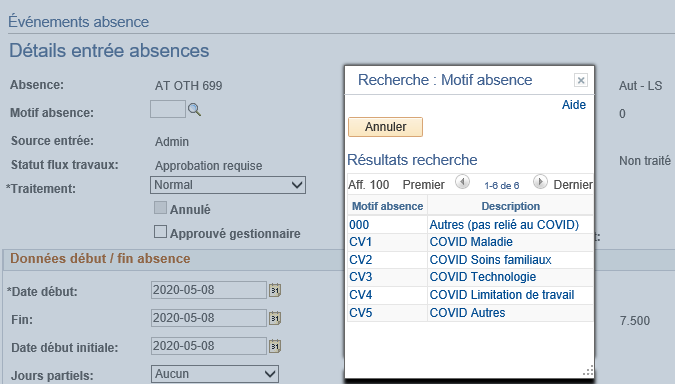 Événements absence
Détails entrée absences
Absence: AT OTH 699 Aut - LS
Motif absence: 0
Source entrée: Admin
Statut flux travaux: Approbation requise Non traité
*Traitement: Normal
Annulé
Approuvé gestionnaire
Données début / fin absence
*Date début: 2020-05-08
Fin: 2020-05-08 7.500
Date début initiale: 2020-05-08
Jours partiels: Aucun
Recherche : Motif absence
Aide
Annuler
Résultats recherche
Aff. 100 Premier 1-6 de 6 Dernier
Motif absence Description
000 Autres (pas relié au COVID)
CV1 COVID Maladie
CV2 COVID Soins familiaux
CV3 COVID Technologie
CV4 COVID Limitation de travail
CV5 COVID Autres